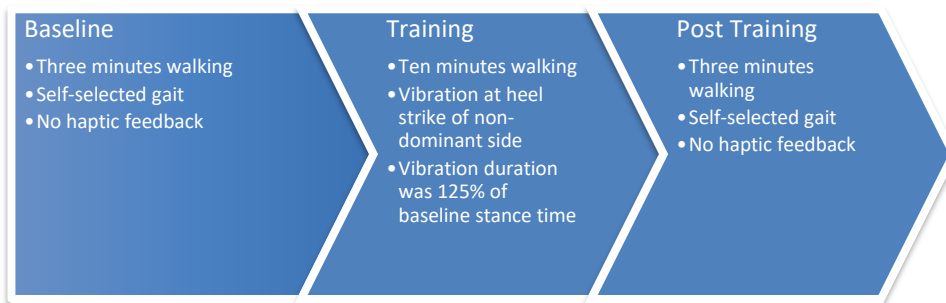 Baseline
•Three minutes walking
•Self-selected gait
•No haptic feedback
Training
•Ten minutes walking
•Vibration at heel
strike of non-
dominant side
•Vibration duration
was 125% of
baseline stance time
Post Training
•Three minutes
walking
•Self-selected gait
•No haptic feedback